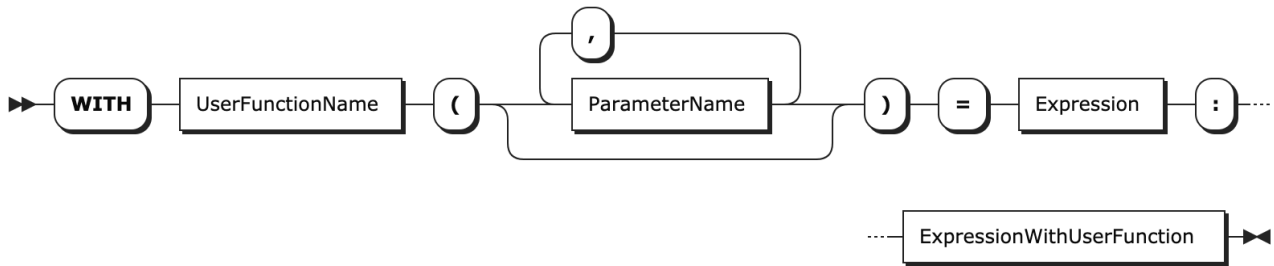 ,
WITH UserFunctionName ( ParameterName ) = Expression :
ExpressionWithUserFunction